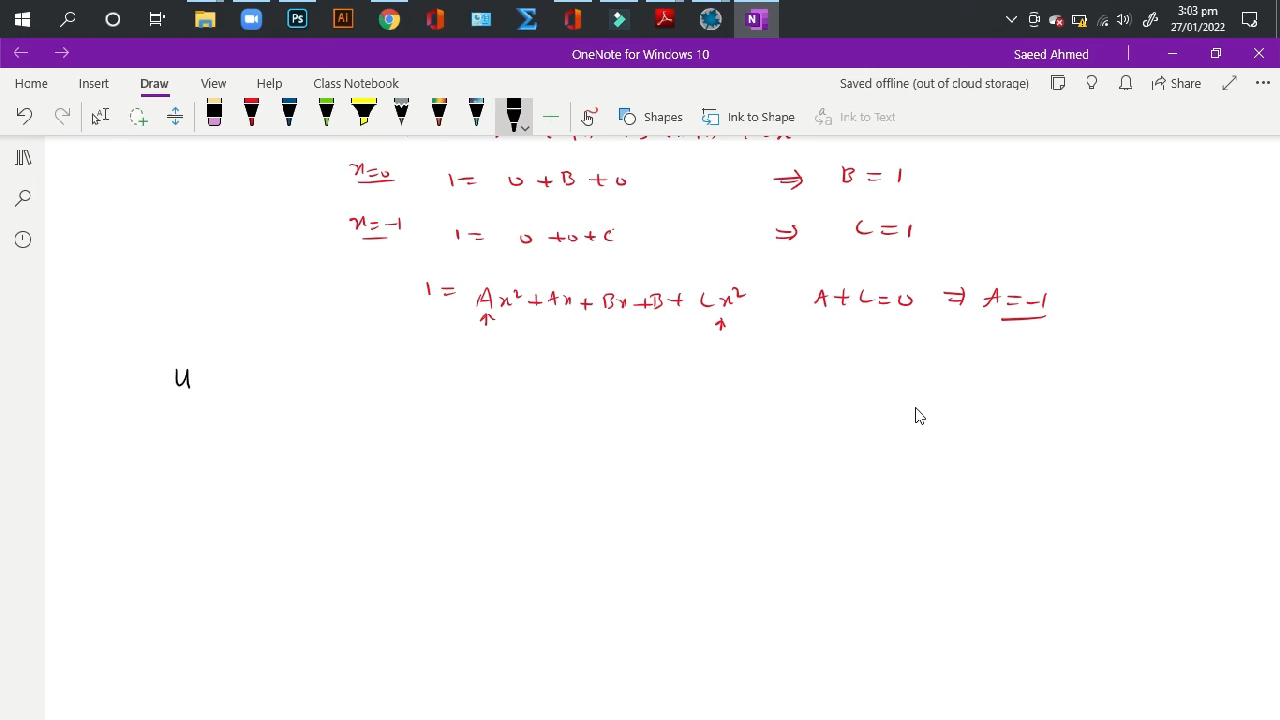 Ps
Ai
N
3:03 pm
27/01/2022
OneNote for Windows 10
Saeed Ahmed
Home Insert Draw View Help Class Notebook
Saved offline (out of cloud storage)
Share
Shapes
Ink to Shape
Ink to Text
x=0 1 = 0 + B + 0 ⇒ B = 1
x=-1 1 = 0 + 0 + C ⇒ C = 1
1 = Ax² + Ax + Bx + B + Cx² A + C = 0 ⇒ A = -1
u